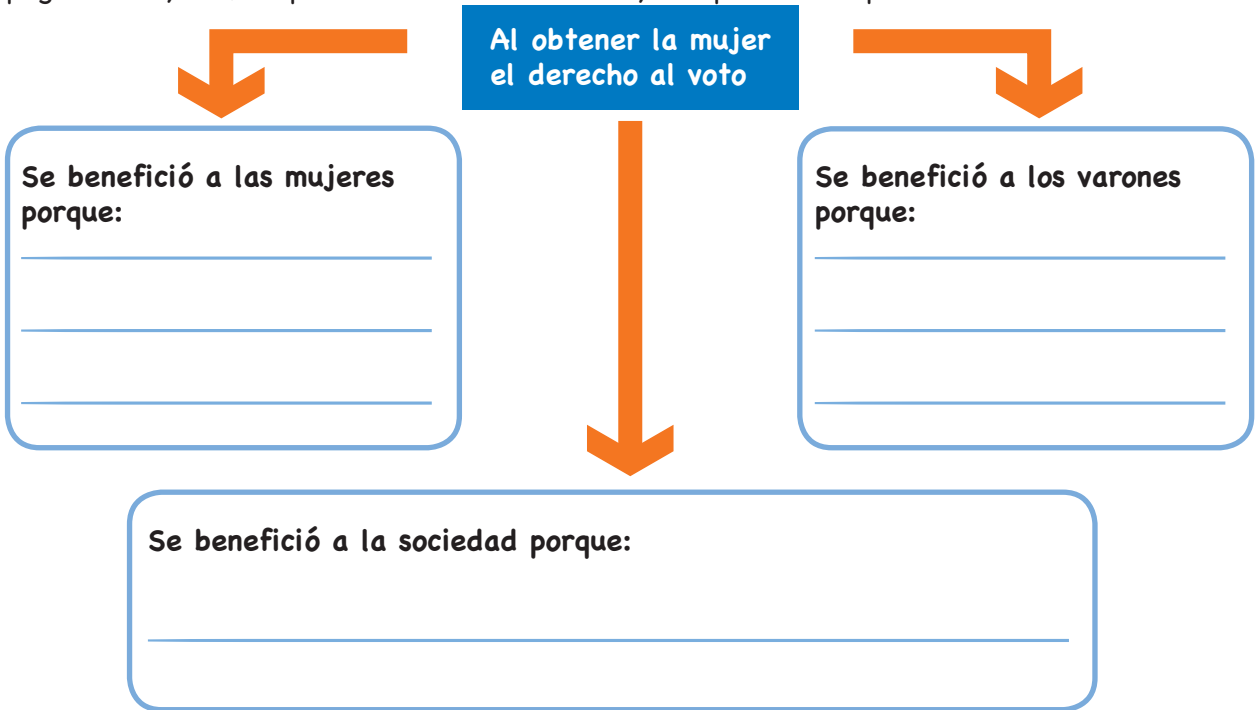 Al obtener la mujer
el derecho al voto
Se benefició a las mujeres
porque:
Se benefició a los varones
porque:
Se benefició a la sociedad porque: